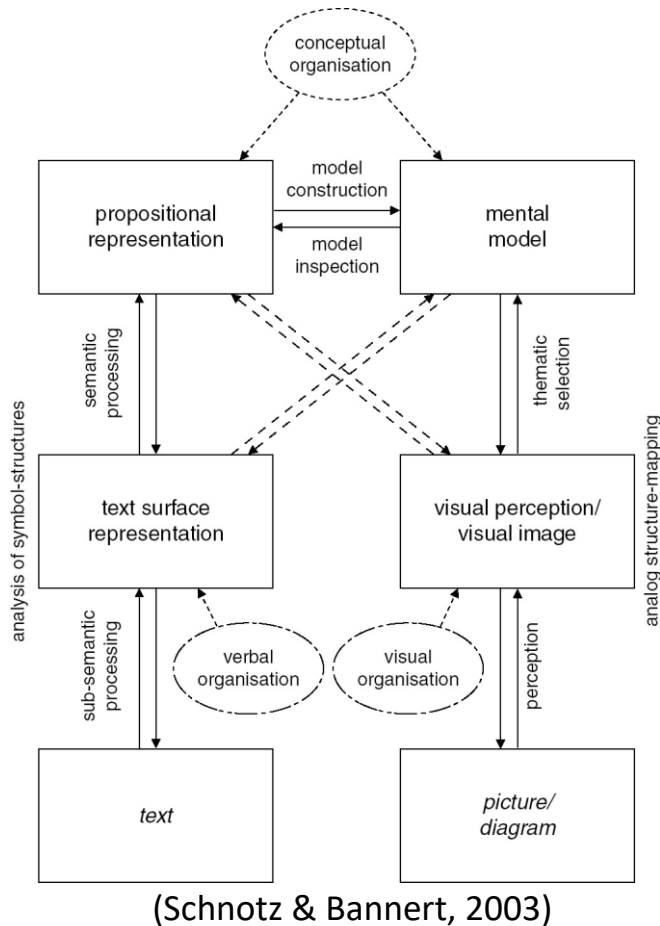 conceptual
organisation
propositional
representation
model
construction
model
inspection
mental
model
semantic
processing
thematic
selection
analysis of symbol-structures
text surface
representation
visual perception/
visual image
analog structure-mapping
sub-semantic
processing
verbal
organisation
visual
organisation
perception
text
picture/
diagram
(Schnotz & Bannert, 2003)